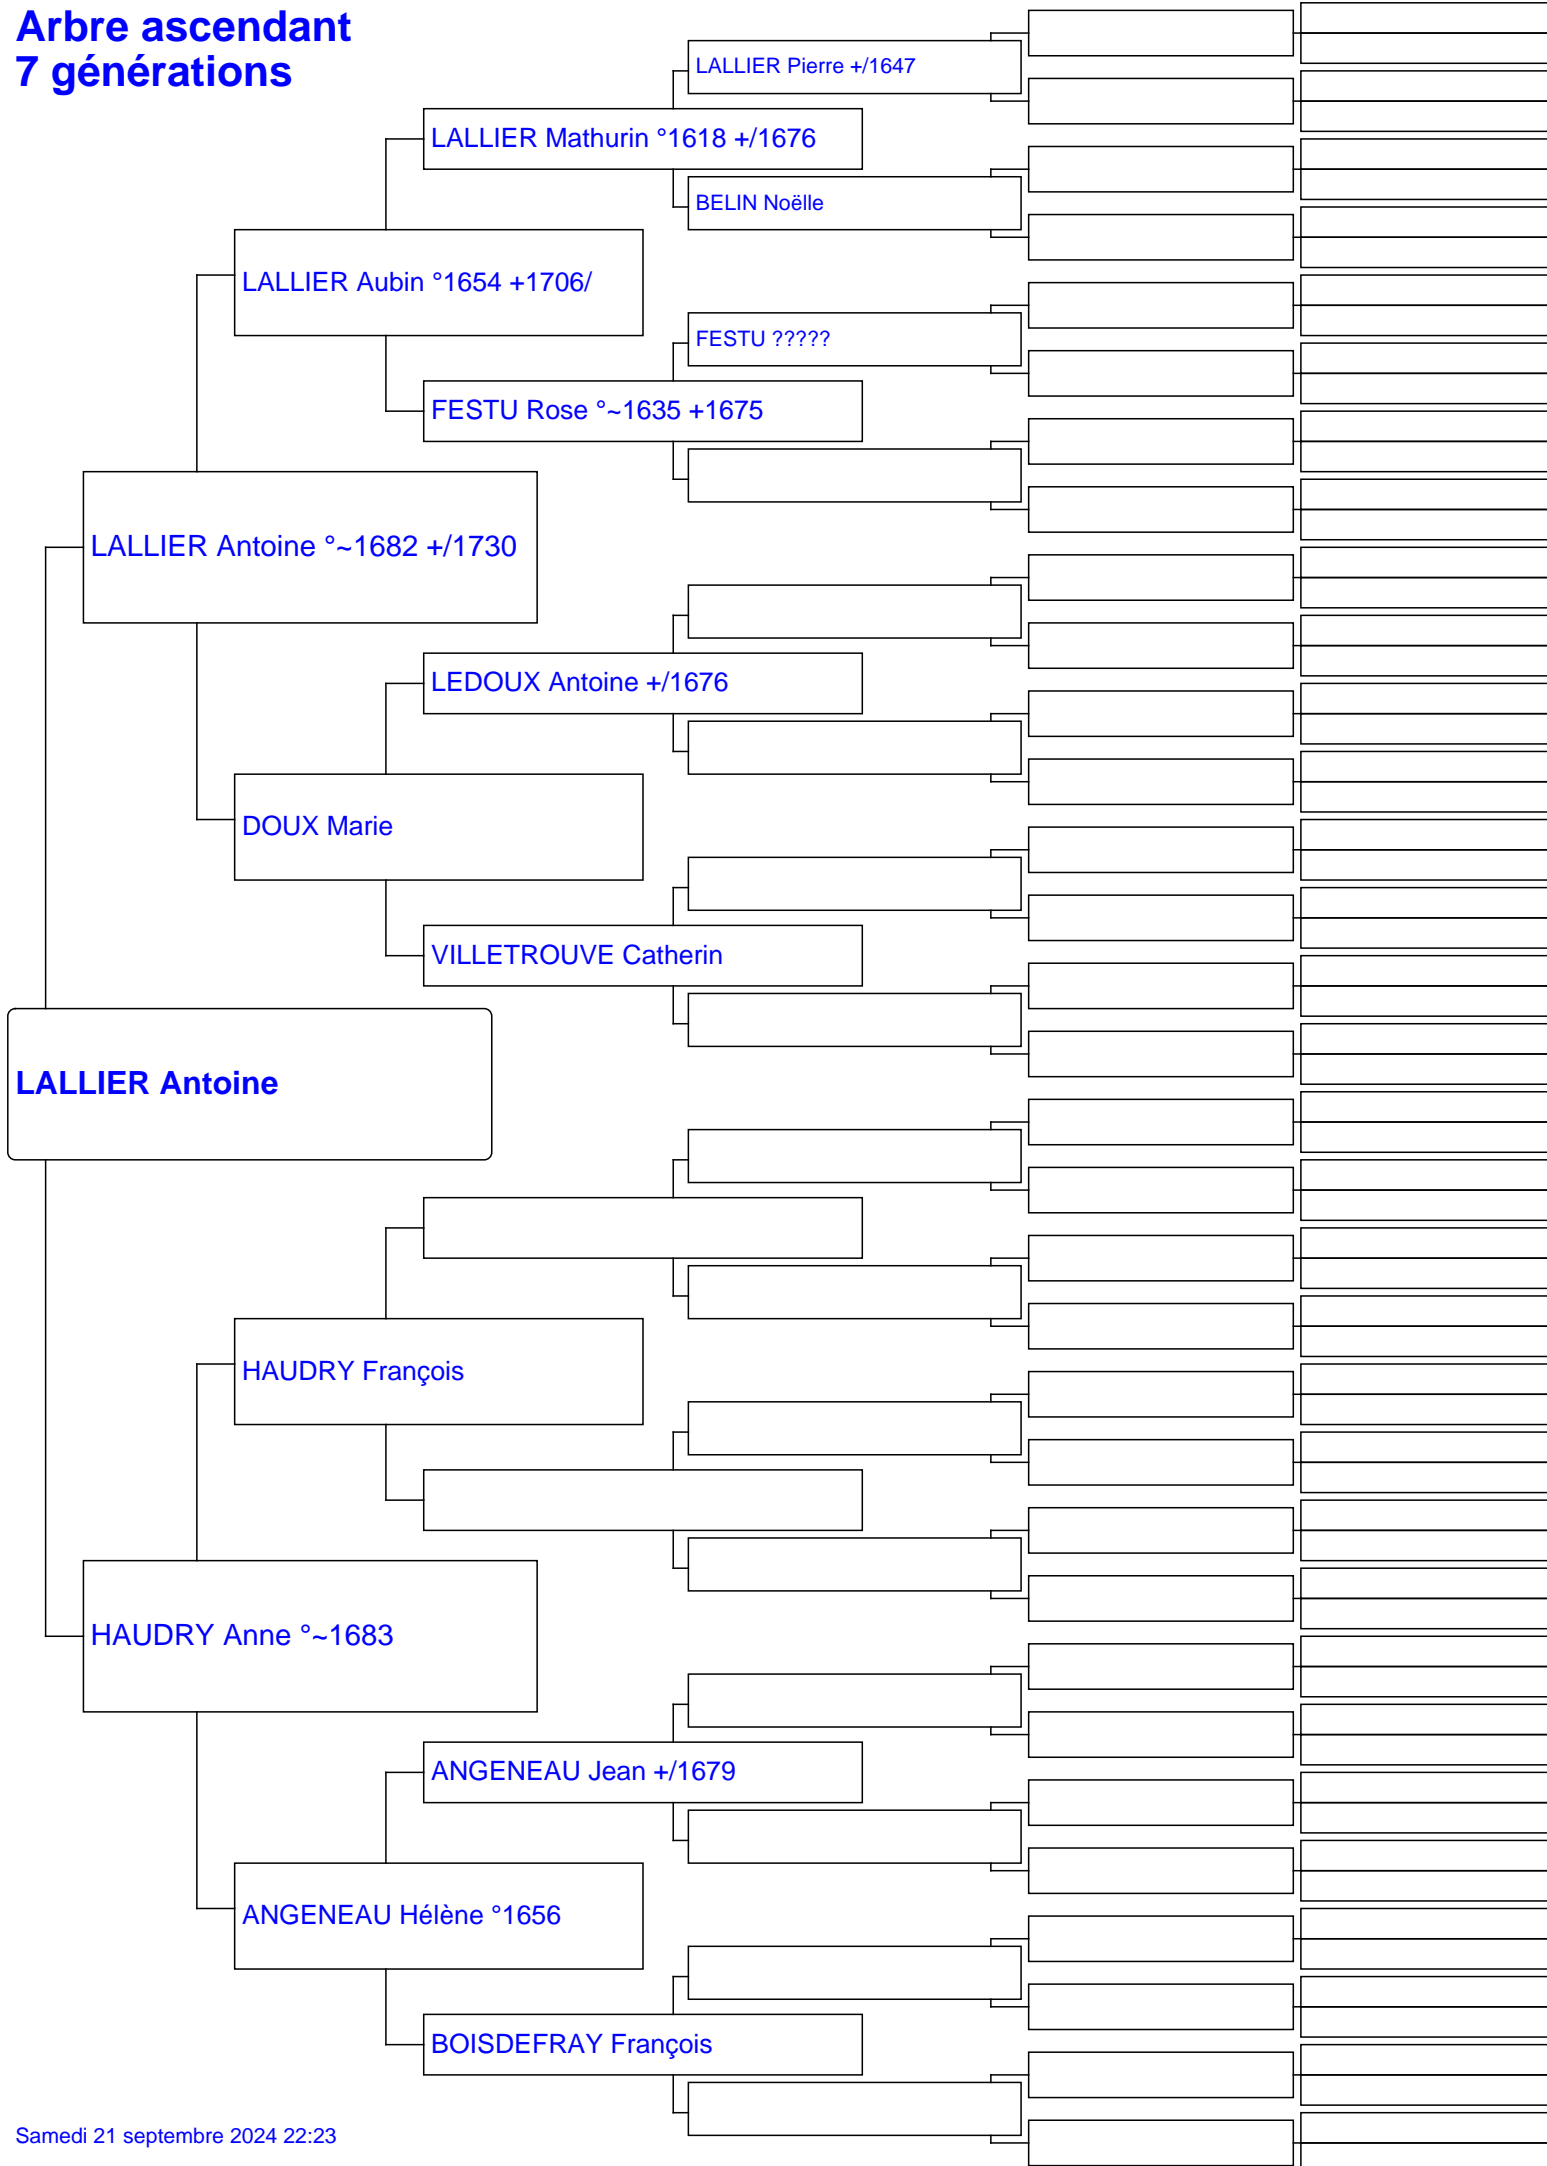 Arbre ascendant
7 générations
LALLIER Pierre +/1647
LALLIER Mathurin °1618 +/1676
BELIN Noëlle
LALLIER Aubin °1654 +1706/
FESTU ?????
FESTU Rose °~1635 +1675
LALLIER Antoine °~1682 +/1730
LEDOUX Antoine +/1676
DOUX Marie
VILLETROUVE Catherin
LALLIER Antoine
HAUDRY François
HAUDRY Anne °~1683
ANGENEAU Jean +/1679
ANGENEAU Hélène °1656
BOISDEFRAY François
Samedi 21 septembre 2024 22:23